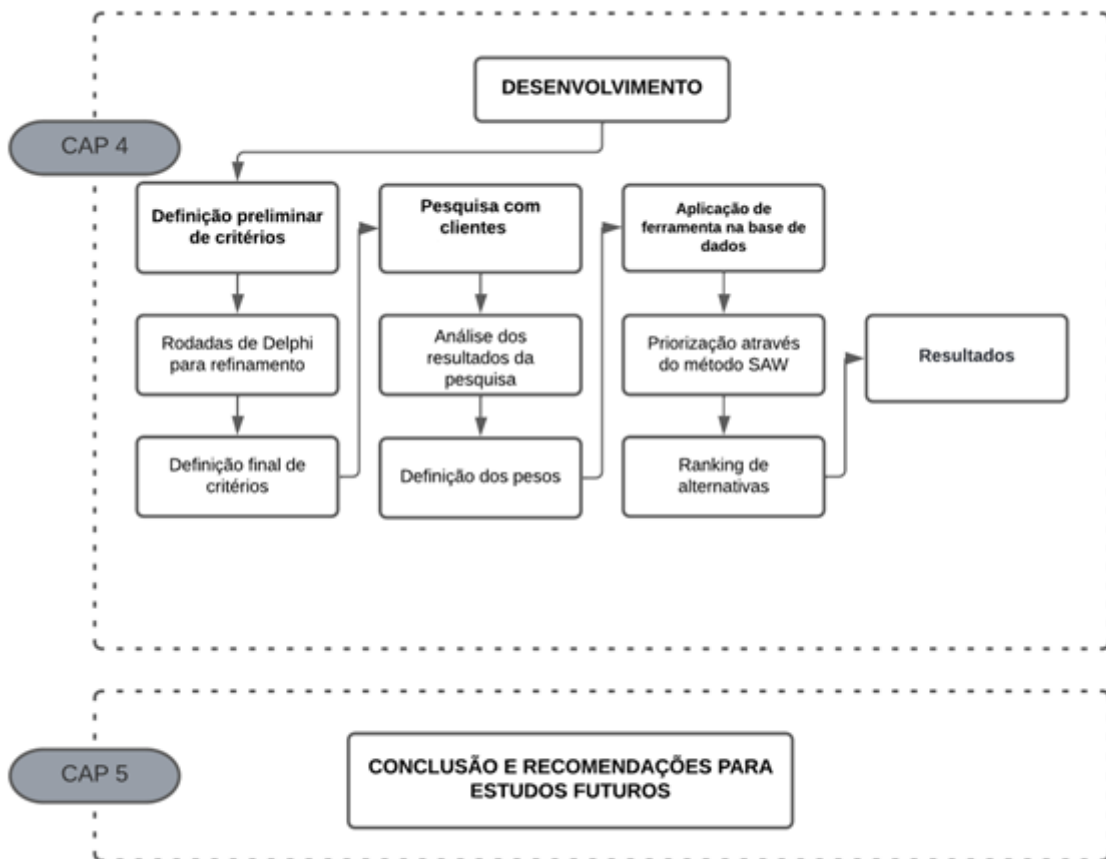 DESENVOLVIMENTO
CAP 4
Definição preliminar
de critérios
Rodadas de Delphi
para refinamento
Definição final de
critérios
Pesquisa com
clientes
Análise dos
resultados da
pesquisa
Definição dos pesos
Aplicação de
ferramenta na base de
dados
Priorização através
do método SAW
Ranking de
alternativas
Resultados
CAP 5
CONCLUSÃO E RECOMENDAÇÕES PARA
ESTUDOS FUTUROS